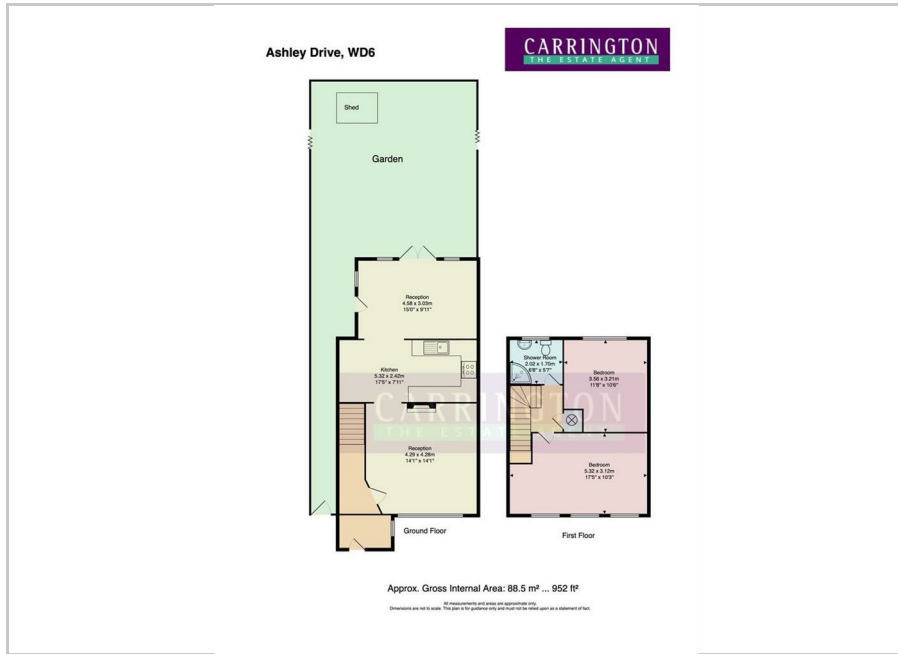 Ashley Drive, WD6
CARRINGTON
THE ESTATE AGENT
Shed
Garden
Reception
4.58 x 3.03m
15'0" x 9'11"
Kitchen
5.32 x 2.42m
17'5" x 7'11"
Reception
4.29 x 4.28m
14'1" x 14'1"
Ground Floor
Shower Room
2.02 x 1.70m
6'8" x 5'7"
Bedroom
3.56 x 3.21m
11'8" x 10'6"
Bedroom
5.32 x 3.12m
17'5" x 10'3"
First Floor
CARRINGTON
THE ESTATE AGENT
Approx. Gross Internal Area: 88.5 m² ... 952 ft²
All measurements and areas are approximate only.
Dimensions are not to scale. This plan is for guidance only and must not be relied upon as a statement of fact.